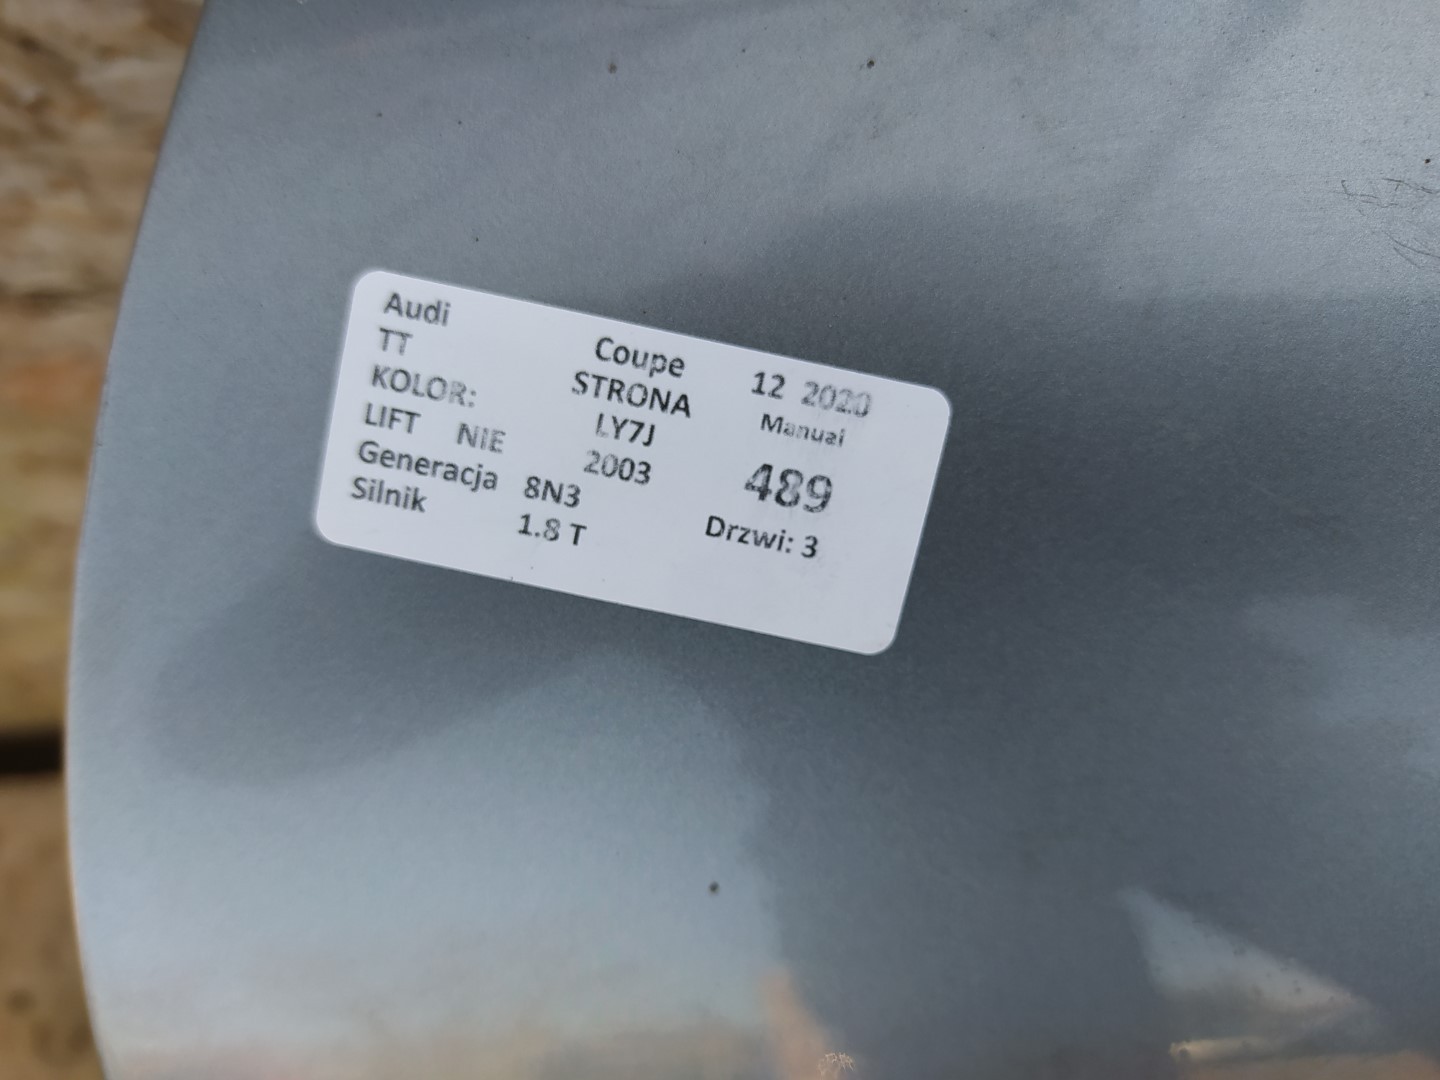 Audi
TT Coupe 12 2020
KOLOR: STRONA Manual
LIFT NIE LY7J
Generacja 8N3 2003 489
Silnik 1.8 T Drzwi: 3